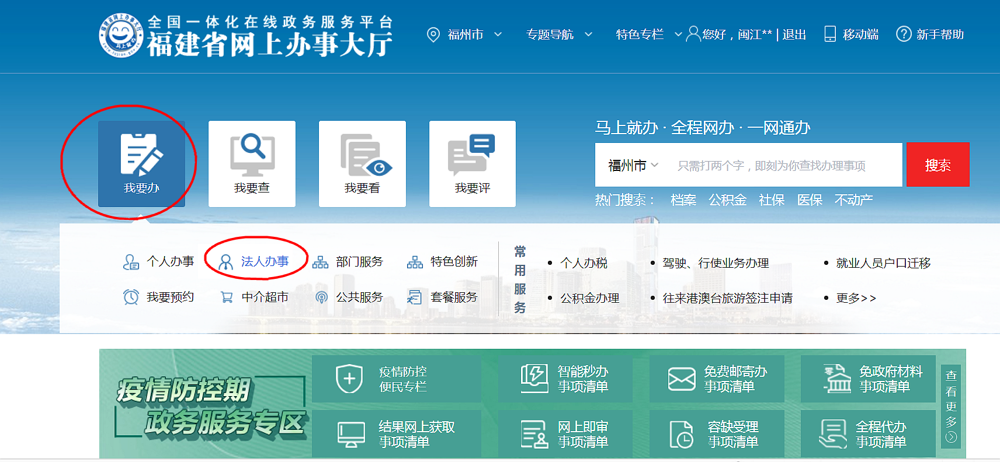 全国一体化在线政务服务平台
福建省网上办事大厅
福州市
专题导航
特色专栏
您好，闽江** | 退出
移动端
新手帮助
我要办
我要查
我要看
我要评
马上就办 · 全程网办 · 一网通办
福州市
只需打两个字，即刻为你查找办理事项
搜索
热门搜索：
档案
公积金
社保
医保
不动产
个人办事
法人办事
部门服务
特色创新
我要预约
中介超市
公共服务
套餐服务
常用服务
个人办税
驾驶、行使业务办理
就业人员户口迁移
公积金办理
往来港澳台旅游签注申请
更多>>
疫情防控期
政务服务专区
疫情防控
便民专栏
智能秒办
事项清单
免费邮寄办
事项清单
免政府材料
事项清单
结果网上获取
事项清单
网上即审
事项清单
容缺受理
事项清单
全程代办
事项清单
查看更多